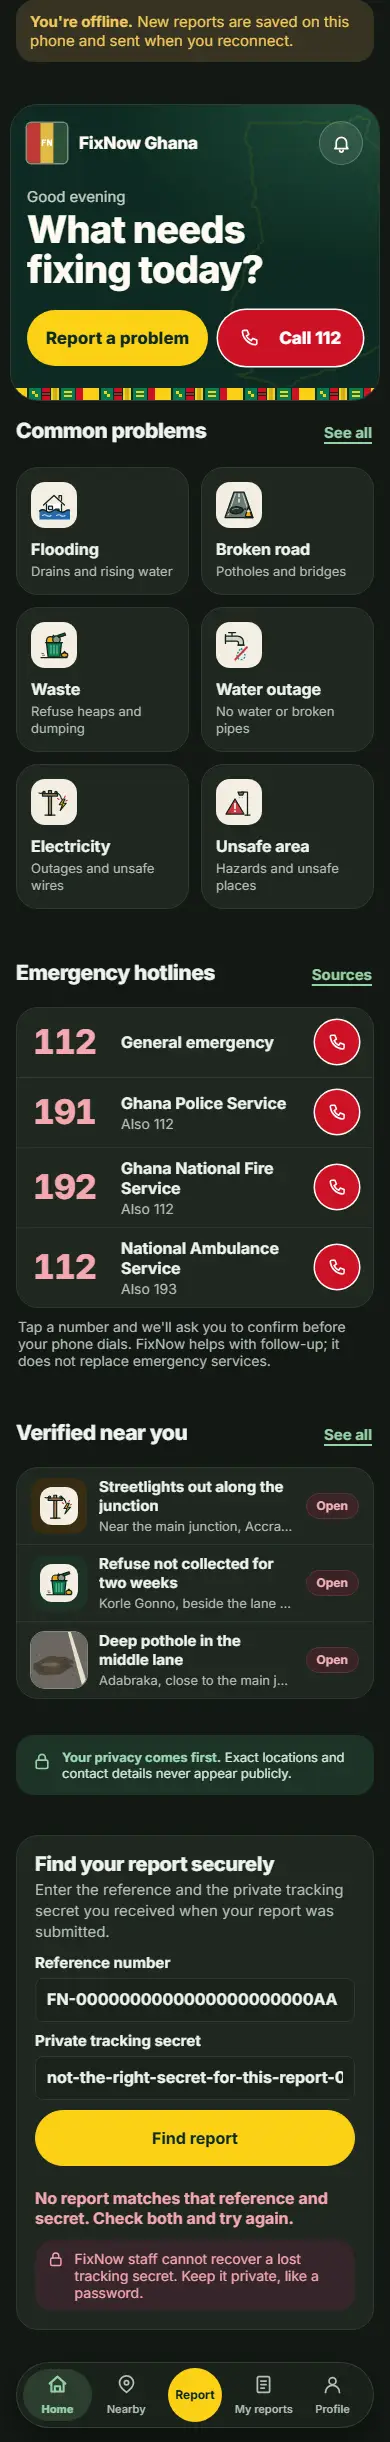 You're offline. New reports are saved on this
phone and sent when you reconnect.
FN
FixNow Ghana
Good evening
What needs
fixing today?
Report a problem
Call 112
Common problems
See all
Flooding
Drains and rising water
Broken road
Potholes and bridges
Waste
Refuse heaps and
dumping
Water outage
No water or broken
pipes
Electricity
Outages and unsafe
wires
Unsafe area
Hazards and unsafe
places
Emergency hotlines
Sources
112
General emergency
191
Ghana Police Service
Also 112
192
Ghana National Fire
Service
Also 112
112
National Ambulance
Service
Also 193
Tap a number and we'll ask you to confirm before
your phone dials. FixNow helps with follow-up; it
does not replace emergency services.
Verified near you
See all
Streetlights out along the
junction
Near the main junction, Accra...
Open
Refuse not collected for
two weeks
Korle Gonno, beside the lane ...
Open
Deep pothole in the
middle lane
Adabraka, close to the main j...
Open
Your privacy comes first. Exact locations and
contact details never appear publicly.
Find your report securely
Enter the reference and the private tracking
secret you received when your report was
submitted.
Reference number
FN-0000000000000000000000AA
Private tracking secret
not-the-right-secret-for-this-report-0
Find report
No report matches that reference and
secret. Check both and try again.
FixNow staff cannot recover a lost
tracking secret. Keep it private, like a
password.
Home
Nearby
Report
My reports
Profile